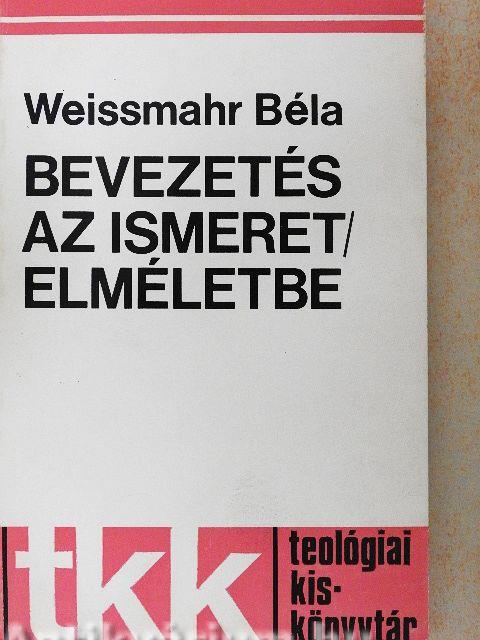 Weissmahr Béla
BEVEZETÉS
AZ ISMERET/
ELMÉLETBE
tkk
teológiai
kis-
könyvtár